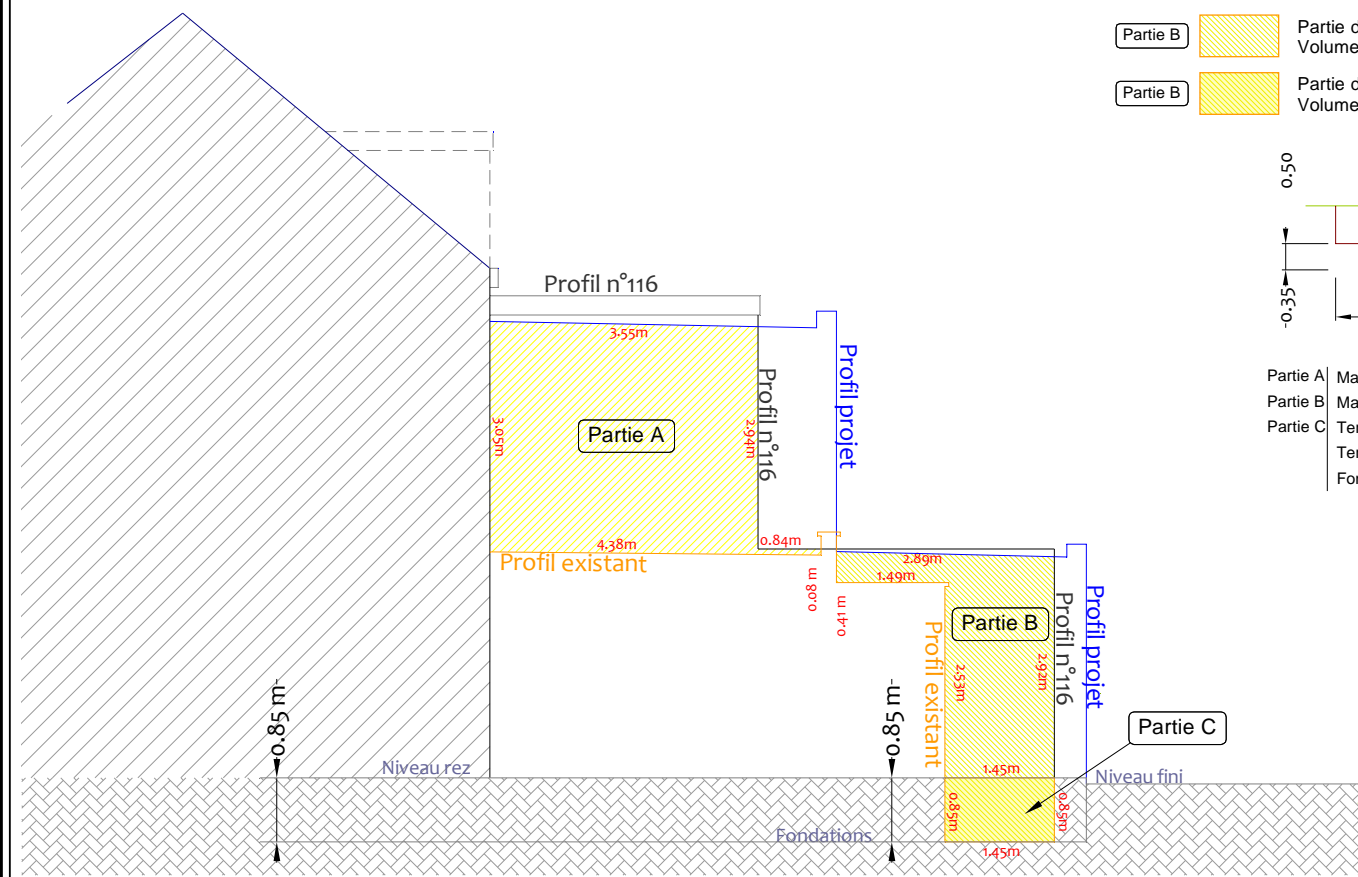 Partie B
Partie d
Volume
Partie B
Partie d
Volume
0.50
-0.35
Profil n°116
3.55m
Profil projet
Profil n°116
3.05m
2.94m
Partie A
Partie A
Ma
Partie B
Ma
Partie C
Ter
Ter
For
4.38m
0.84m
Profil existant
2.89m
1.49m
0.08 m
0.41 m
Partie B
Profil n°116
Profil projet
Profil existant
2.53m
2.92m
0.85 m
0.85 m
Partie C
Niveau rez
1.45m
Niveau fini
0.85m
0.85m
Fondations
1.45m